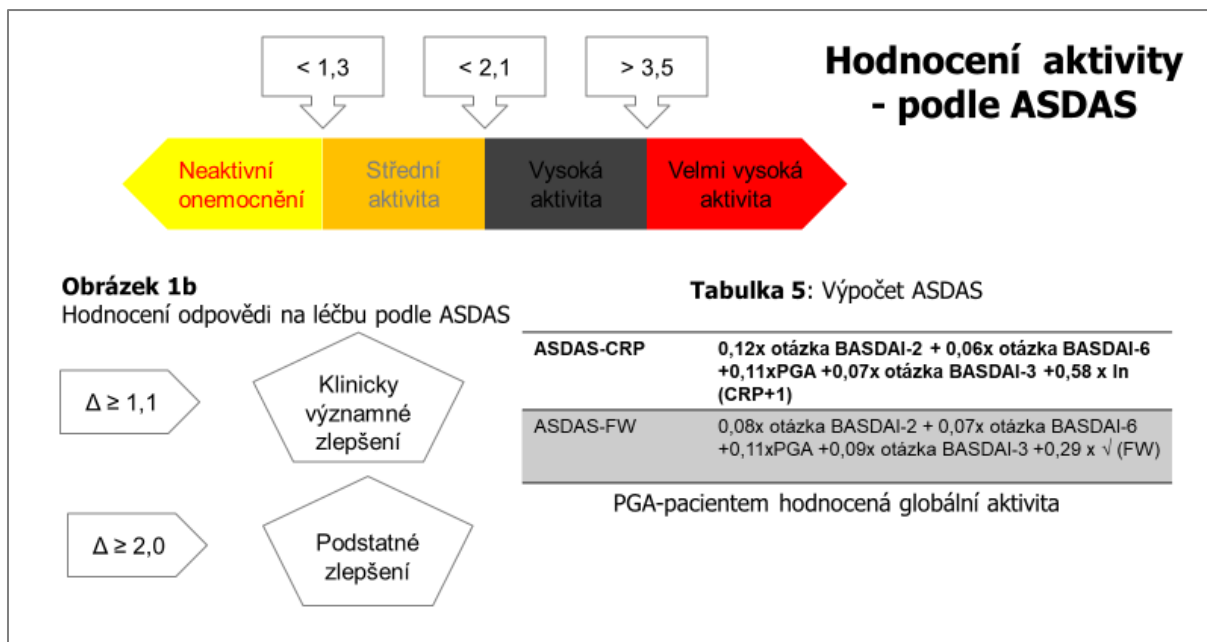 < 1,3
< 2,1
> 3,5
Hodnocení aktivity
- podle ASDAS
Neaktivní
onemocnění
Střední
aktivita
Vysoká
aktivita
Velmi vysoká
aktivita
Obrázek 1b
Hodnocení odpovědi na léčbu podle ASDAS
Δ ≥ 1,1
Klinicky
významné
zlepšení
Δ ≥ 2,0
Podstatné
zlepšení
Tabulka 5: Výpočet ASDAS
ASDAS-CRP
0,12x otázka BASDAI-2 + 0,06x otázka BASDAI-6
+0,11xPGA +0,07x otázka BASDAI-3 +0,58 x ln
(CRP+1)
ASDAS-FW
0,08x otázka BASDAI-2 + 0,07x otázka BASDAI-6
+0,11xPGA +0,09x otázka BASDAI-3 +0,29 x √ (FW)
PGA-pacientem hodnocená globální aktivita